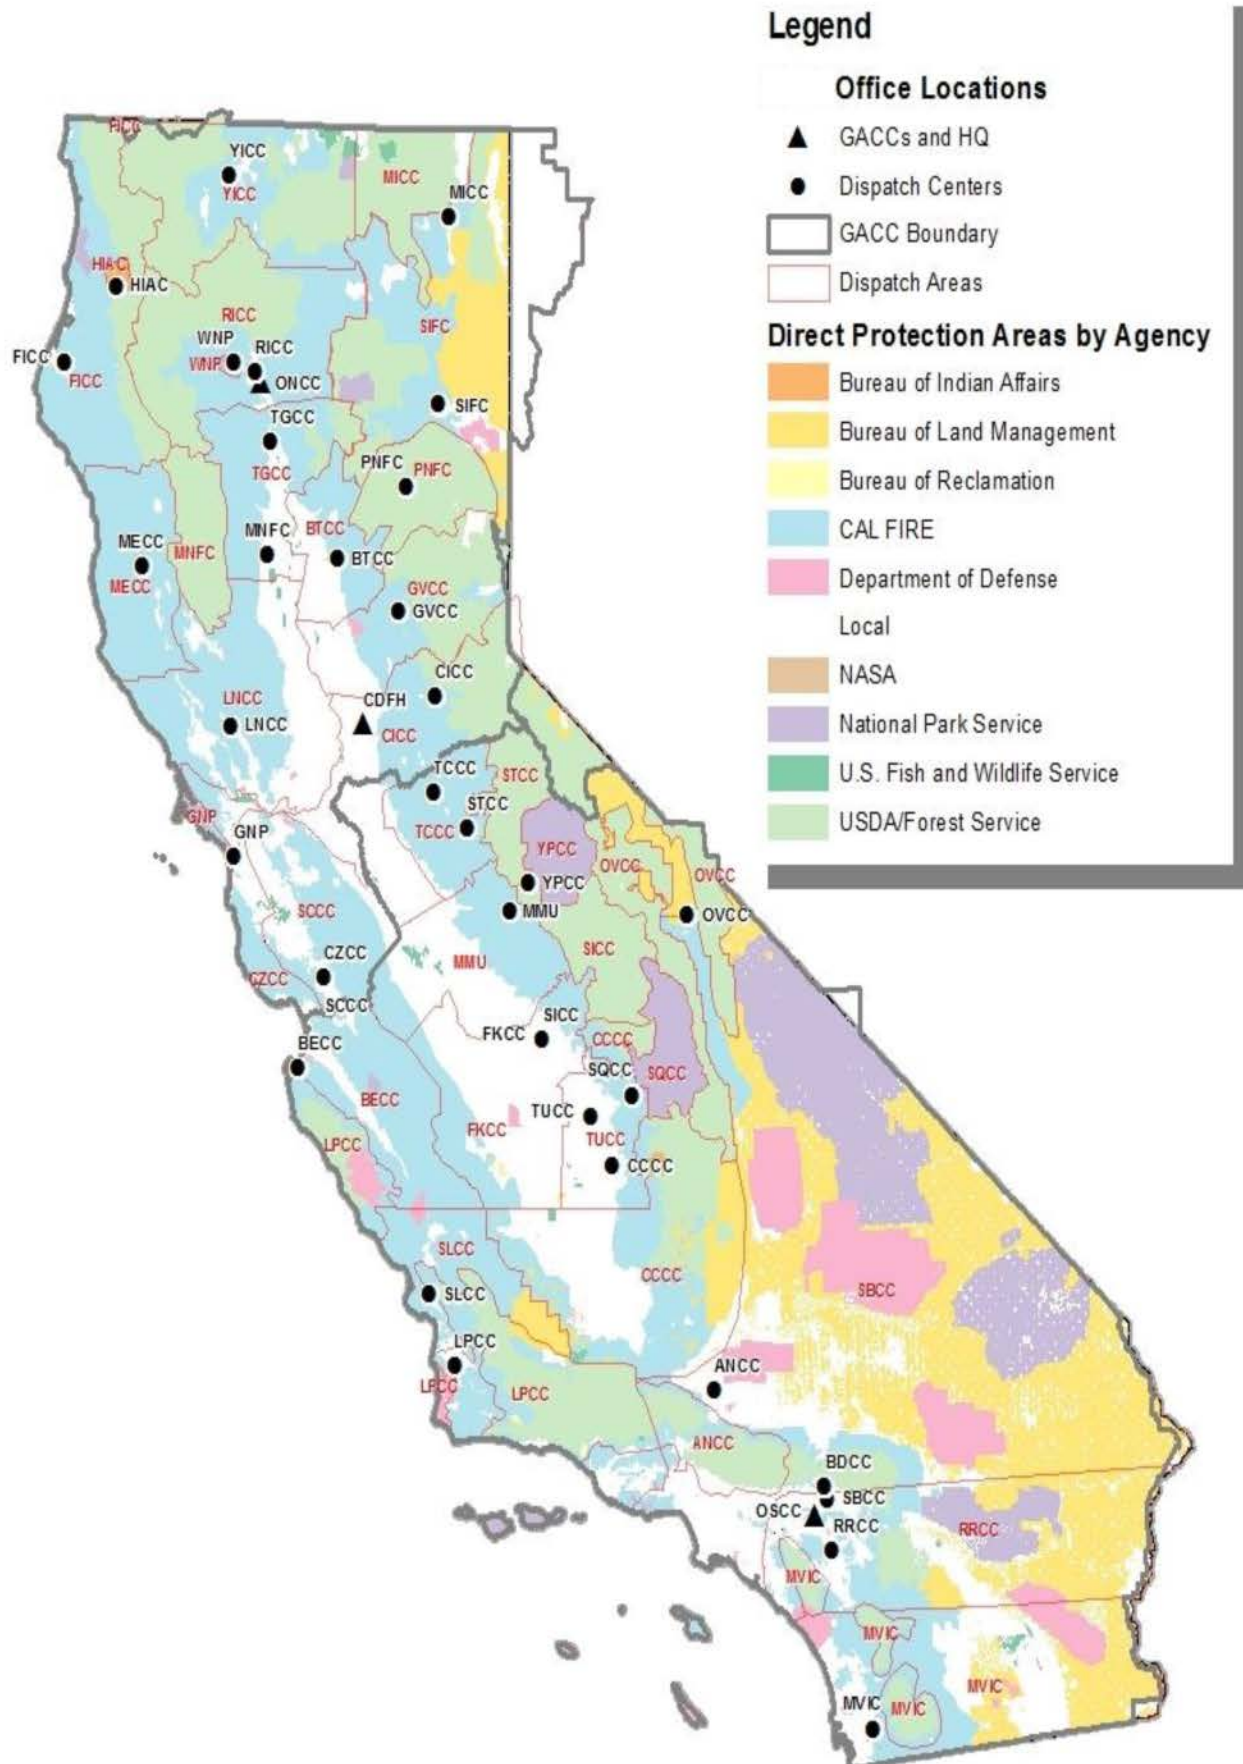 Legend
Office Locations
GACCs and HQ
Dispatch Centers
GACC Boundary
Dispatch Areas
Direct Protection Areas by Agency
Bureau of Indian Affairs
Bureau of Land Management
Bureau of Reclamation
CAL FIRE
Department of Defense
Local
NASA
National Park Service
U.S. Fish and Wildlife Service
USDA/Forest Service
FICC
YICC
YICC
MICC
MICC
HIAC
HIAC
RICC
SIFC
WNP
RICC
WNP
ONCC
FICC
FICC
SIFC
TGCC
TGCC
PNFC
PNFC
MNFC
BTCC
BTCC
MECC
MECC
MNFC
GVCC
GVCC
CICC
LNCC
LNCC
CDFH
CICC
TCCC
STCC
STCC
TCCC
GNP
GNP
YPCC
YPCC
OVCC
OVCC
OVCC
MMU
MMU
SCCC
SICC
CZCC
CZCC
SCCC
SICC
FKCC
CCCC
BECC
SQCC
SQCC
BECC
TUCC
FKCC
TUCC
LPCC
CCCC
SLCC
CCCC
SBCC
SLCC
LPCC
LPCC
LPCC
ANCC
ANCC
BDCC
SBCC
OSCC
RRCC
RRCC
MVIC
MVIC
MVIC
MVIC
MVIC